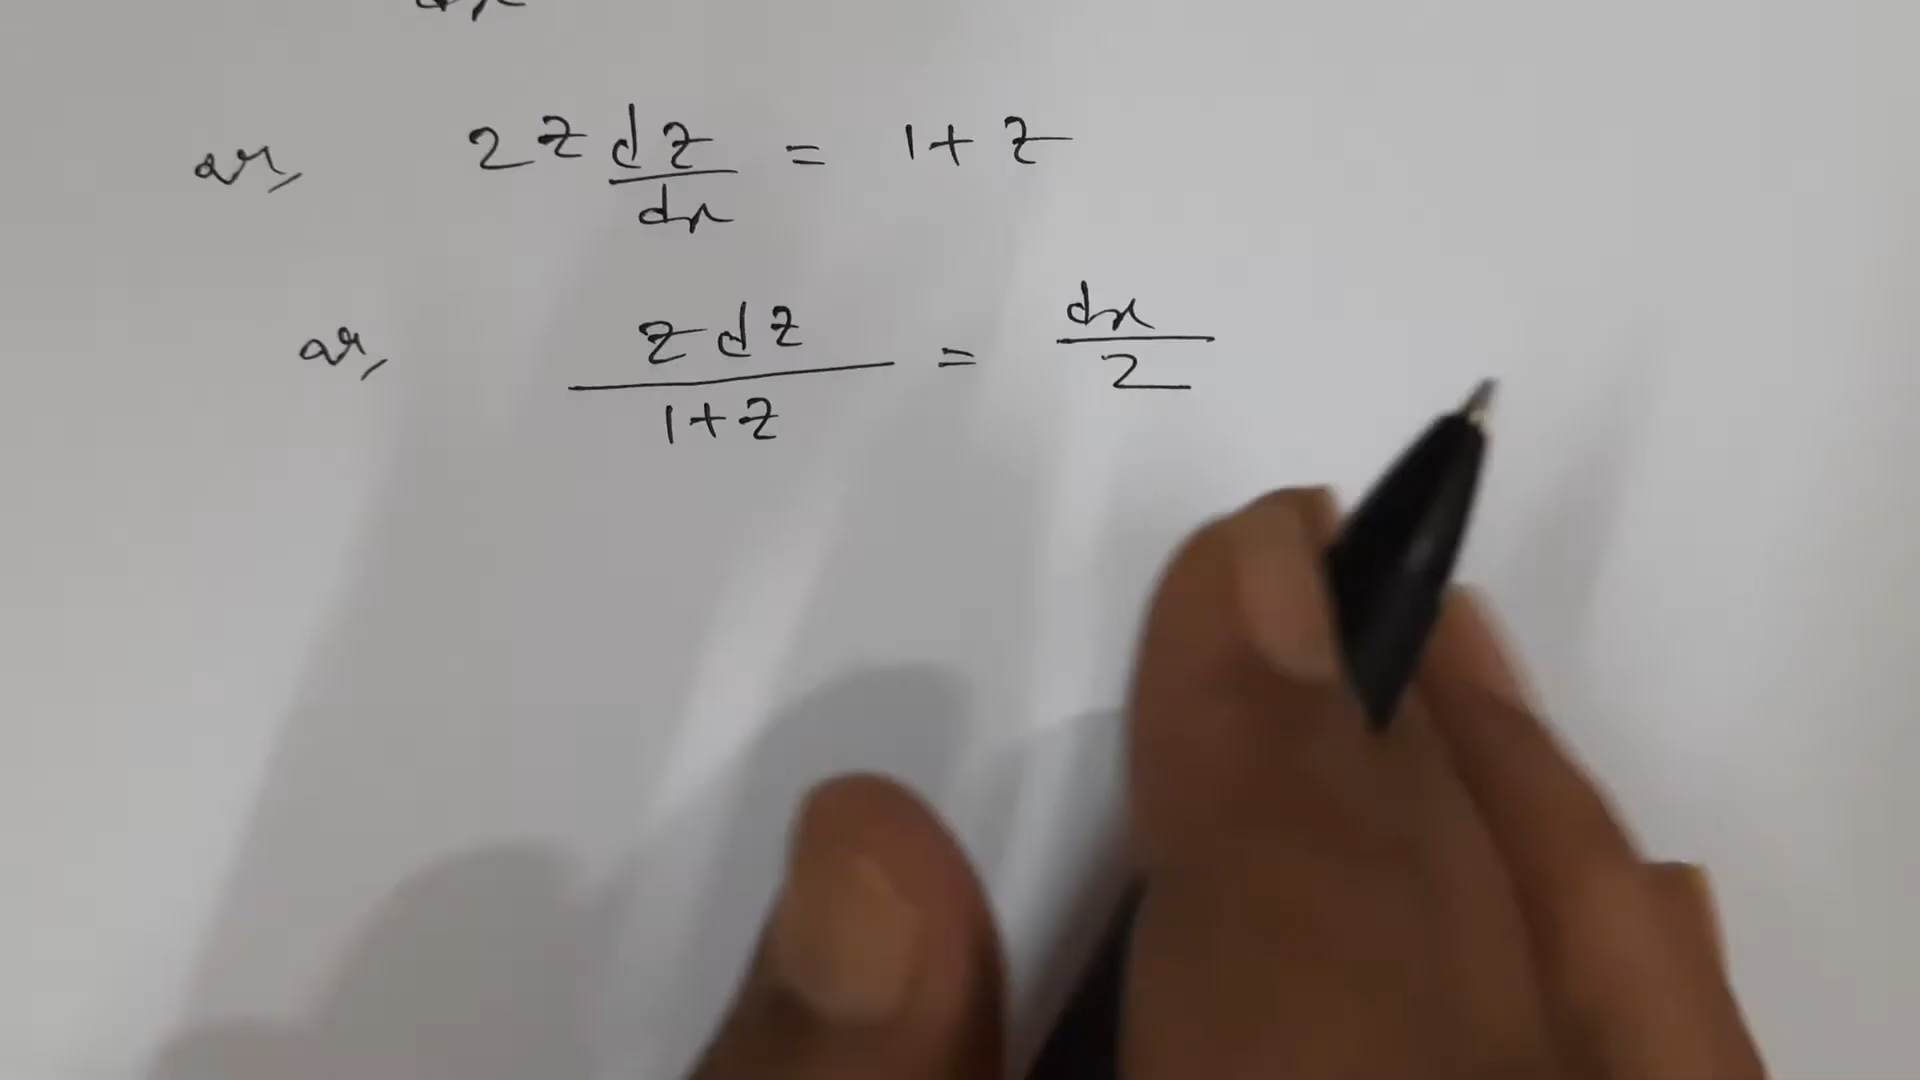 or, 2z dz/dx = 1+z
or, z dz/1+z = dx/2